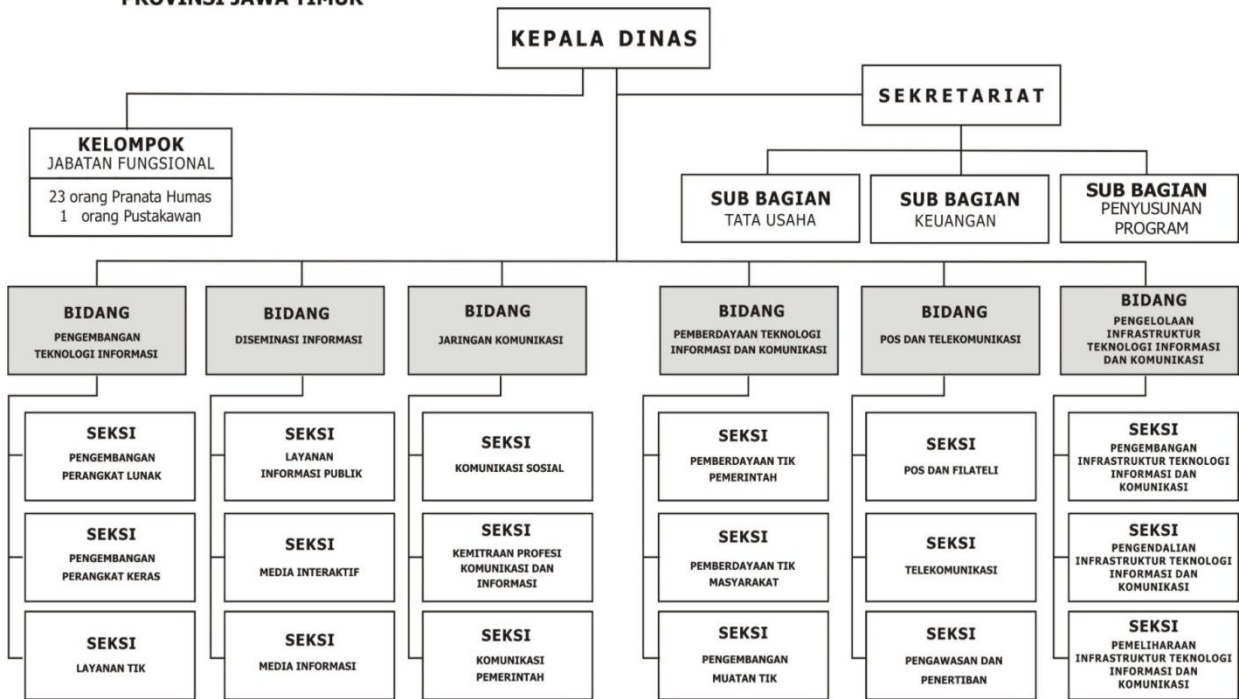 PROVINSI JAWA TIMUR
KEPALA DINAS
SEKRETARIAT
KELOMPOK
JABATAN FUNGSIONAL
23 orang Pranata Humas
1 orang Pustakawan
SUB BAGIAN
TATA USAHA
SUB BAGIAN
KEUANGAN
SUB BAGIAN
PENYUSUNAN
PROGRAM
BIDANG
PENGEMBANGAN
TEKNOLOGI INFORMASI
BIDANG
DISEMINASI INFORMASI
BIDANG
JARINGAN KOMUNIKASI
BIDANG
PEMBERDAYAAN TEKNOLOGI
INFORMASI DAN KOMUNIKASI
BIDANG
POS DAN TELEKOMUNIKASI
BIDANG
PENGELOLAAN
INFRASTRUKTUR
TEKNOLOGI INFORMASI
DAN KOMUNIKASI
SEKSI
PENGEMBANGAN
PERANGKAT LUNAK
SEKSI
LAYANAN
INFORMASI PUBLIK
SEKSI
KOMUNIKASI SOSIAL
SEKSI
PEMBERDAYAAN TIK
PEMERINTAH
SEKSI
POS DAN FILATELI
SEKSI
PENGEMBANGAN
INFRASTRUKTUR TEKNOLOGI
INFORMASI DAN
KOMUNIKASI
SEKSI
PENGEMBANGAN
PERANGKAT KERAS
SEKSI
MEDIA INTERAKTIF
SEKSI
KEMITRAAN PROFESI
KOMUNIKASI DAN
INFORMASI
SEKSI
PEMBERDAYAAN TIK
MASYARAKAT
SEKSI
TELEKOMUNIKASI
SEKSI
PENGENDALIAN
INFRASTRUKTUR TEKNOLOGI
INFORMASI DAN
KOMUNIKASI
SEKSI
LAYANAN TIK
SEKSI
MEDIA INFORMASI
SEKSI
KOMUNIKASI
PEMERINTAH
SEKSI
PENGEMBANGAN
MUATAN TIK
SEKSI
PENGAWASAN DAN
PENERTIBAN
SEKSI
PEMELIHARAAN
INFRASTRUKTUR TEKNOLOGI
INFORMASI DAN
KOMUNIKASI